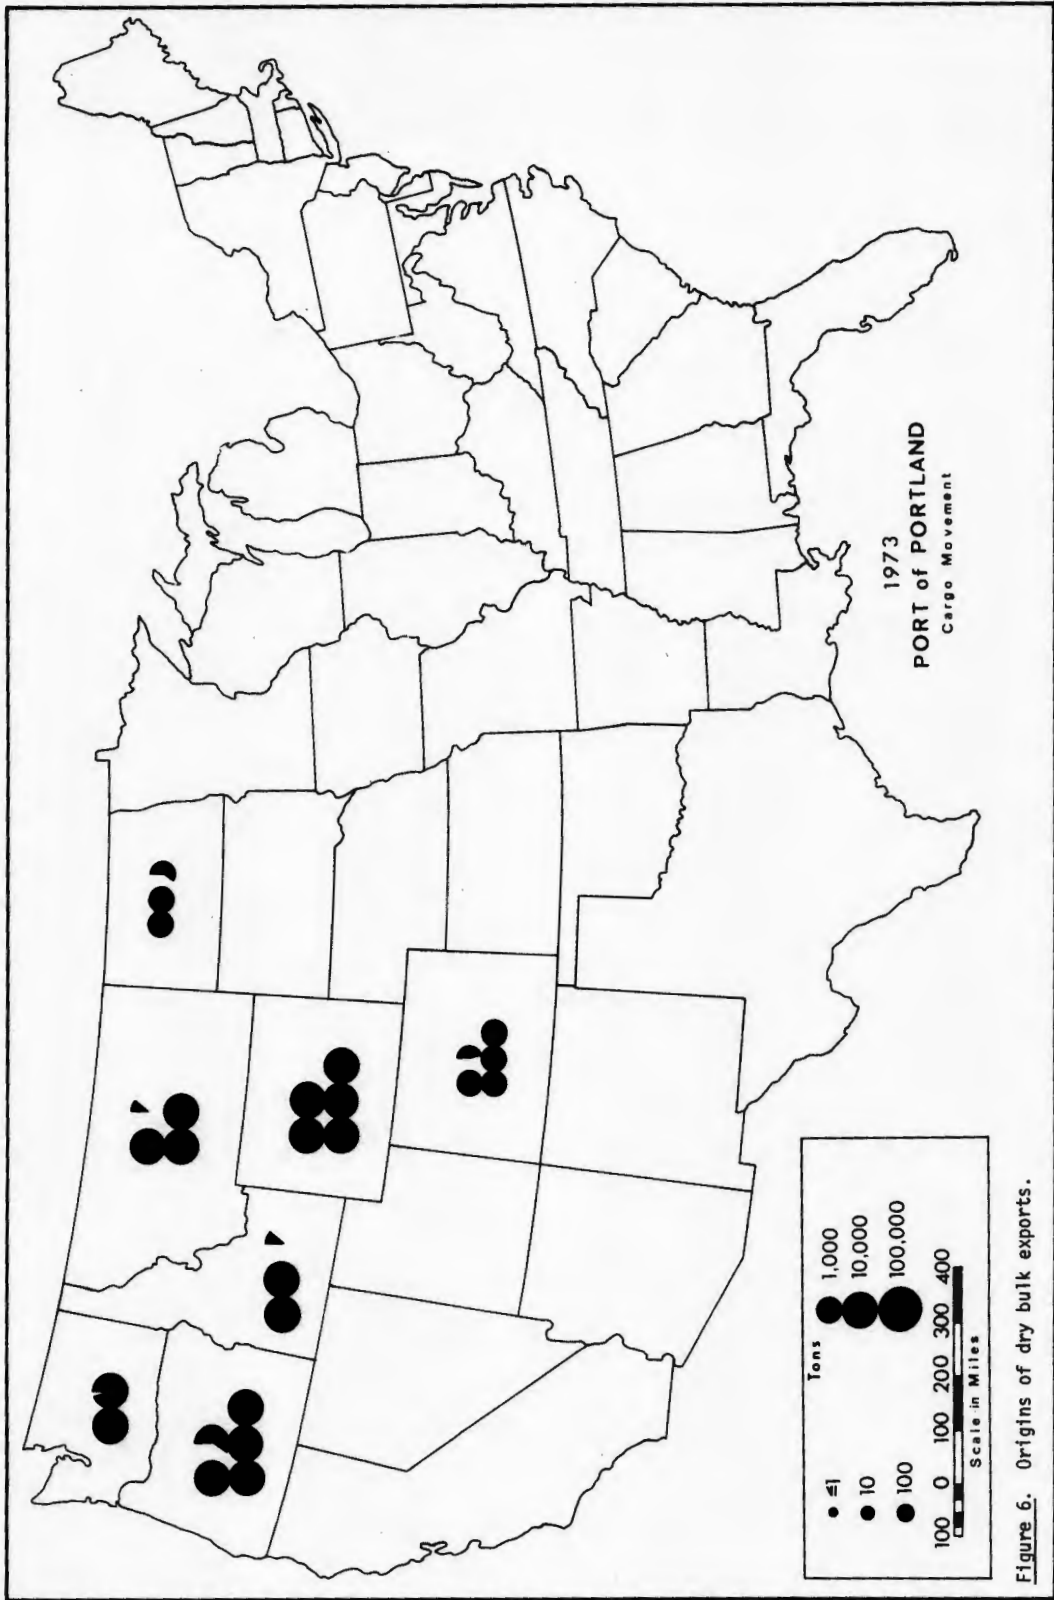 1973
PORT of PORTLAND
Cargo Movement
Tons
≤1
10
100
1,000
10,000
100,000
100 0 100 200 300 400
Scale in Miles
Figure 6. Origins of dry bulk exports.